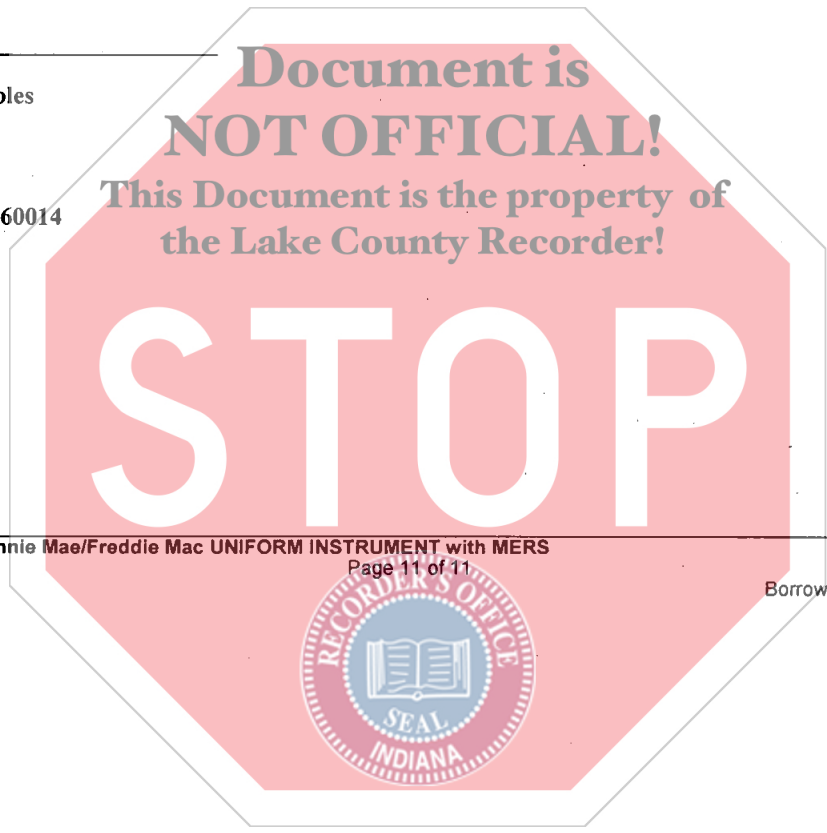 Document is
bles
NOT OFFICIAL!
This Document is the property of
60014
the Lake County Recorder!
STOP
nnie Mae/Freddie Mac UNIFORM INSTRUMENT with MERS
Page 11 of 11
Borrow
RECORDER'S OFFICE
SEAL
INDIANA